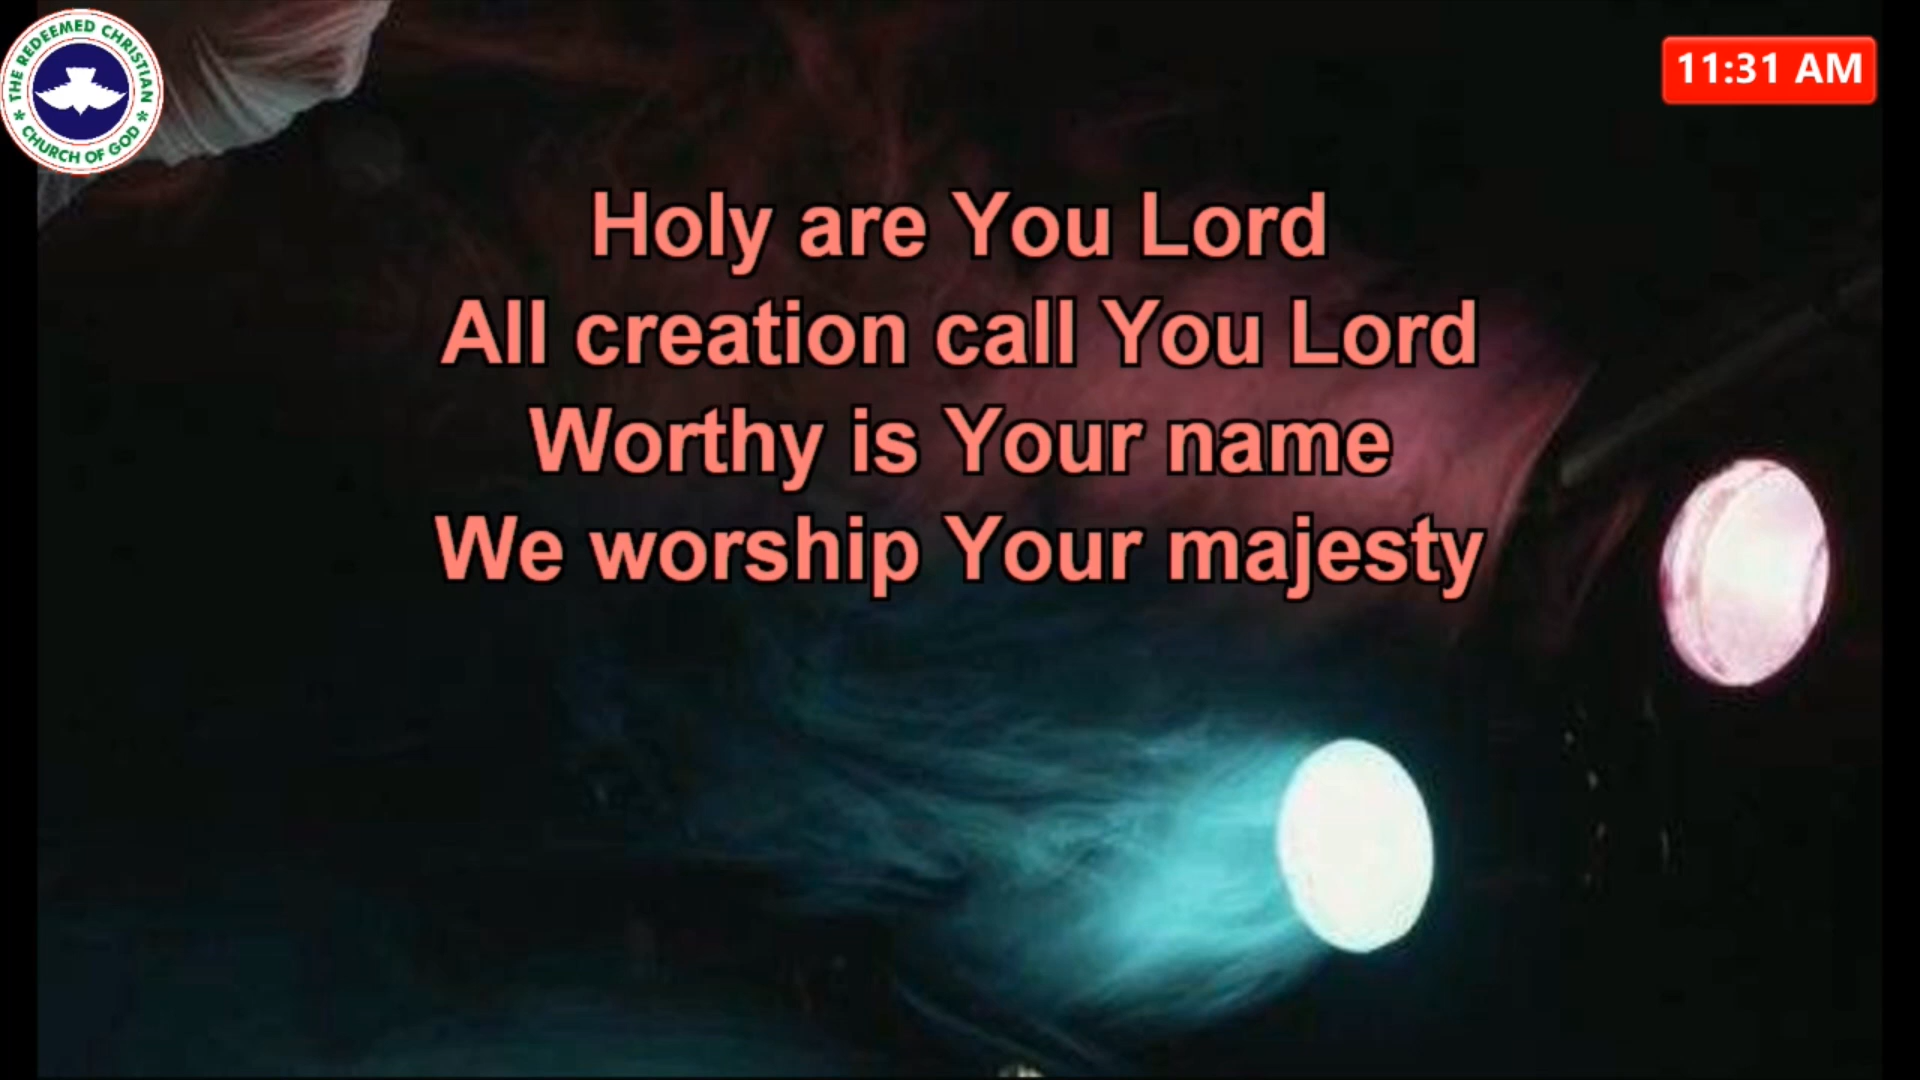 THE REDEEMED CHRISTIAN
CHURCH OF GOD
11:31 AM
Holy are You Lord
All creation call You Lord
Worthy is Your name
We worship Your majesty